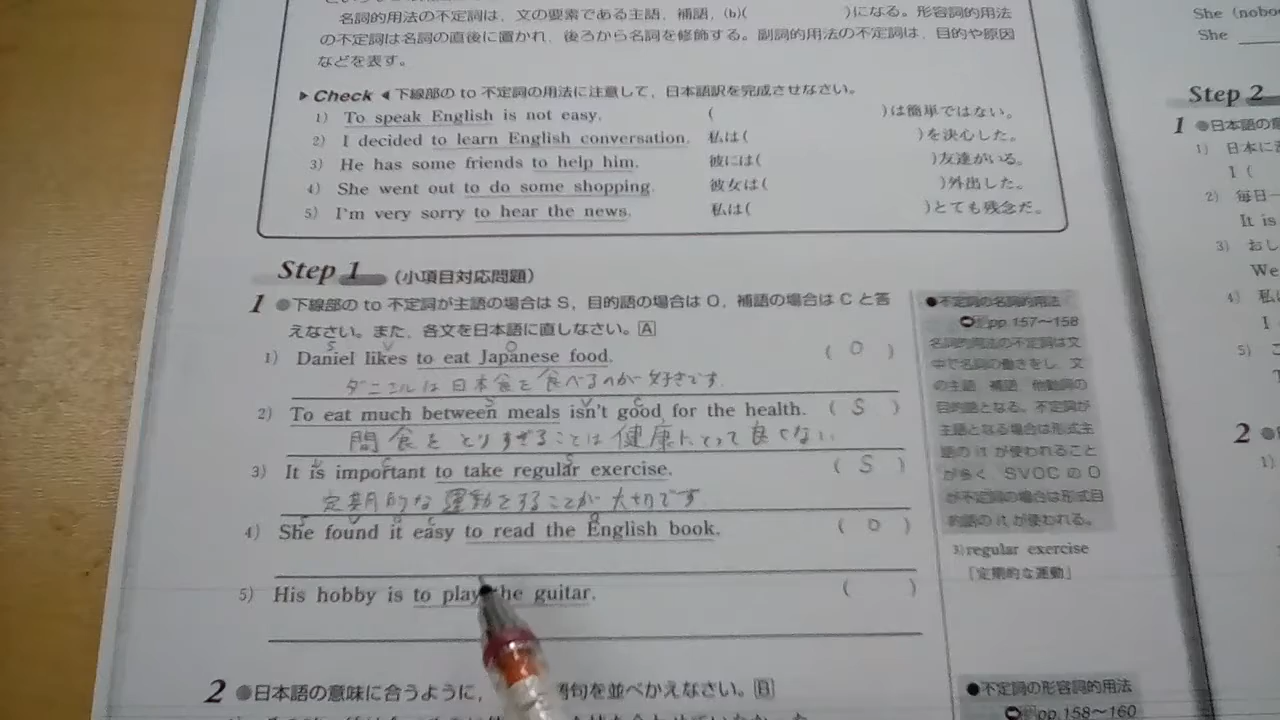 名詞的用法の不定詞は，文の要素である主語，補語，(b)(　　　)になる。形容詞的用法
の不定詞は名詞の直後に置かれ，後ろから名詞を修飾する。副詞的用法の不定詞は，目的や原因
などを表す。
▶Check◀下線部の to 不定詞の用法に注意して，日本語訳を完成させなさい。
1) To speak English is not easy. (　　　)は簡単ではない。
2) I decided to learn English conversation. 私は(　　　)を決心した。
3) He has some friends to help him. 彼には(　　　)友達がいる。
4) She went out to do some shopping. 彼女は(　　　)外出した。
5) I'm very sorry to hear the news. 私は(　　　)とても残念だ。
Step 1 (小項目対応問題)
1 ●下線部の to 不定詞が主語の場合は S，目的語の場合は O，補語の場合は C と答
えなさい。また，各文を日本語に直しなさい。A
S V O
1) Daniel likes to eat Japanese food. ( O )
ダニエルは日本食を食べるのが好きです.
S V C
2) To eat much between meals isn't good for the health. ( S )
間食をとりすぎることは健康にとって良くない
V C S
3) It is important to take regular exercise. ( S )
定期的な運動をすることが大切です
S V O C
4) She found it easy to read the English book. ( O )
5) His hobby is to play the guitar. (　　)
2 ●日本語の意味に合うように， 語句を並べかえなさい。B
●不定詞の名詞的用法
pp.157～158
名詞的用法の不定詞は文
中で名詞の働きをし，文
の主語，補語，他動詞の
目的語となる。不定詞が
主語となる場合は形式主
語の it が使われること
が多く，SVOC の O
が不定詞の場合は形式目
的語の it が使われる。
3) regular exercise
「定期的な運動」
●不定詞の形容詞的用法
pp.158～160
She
Step 2
1 ●日本語の
1) 日本に
I (
2) 毎日
It is
3) おし
We
4) 私
I
5)
2 ●
1)